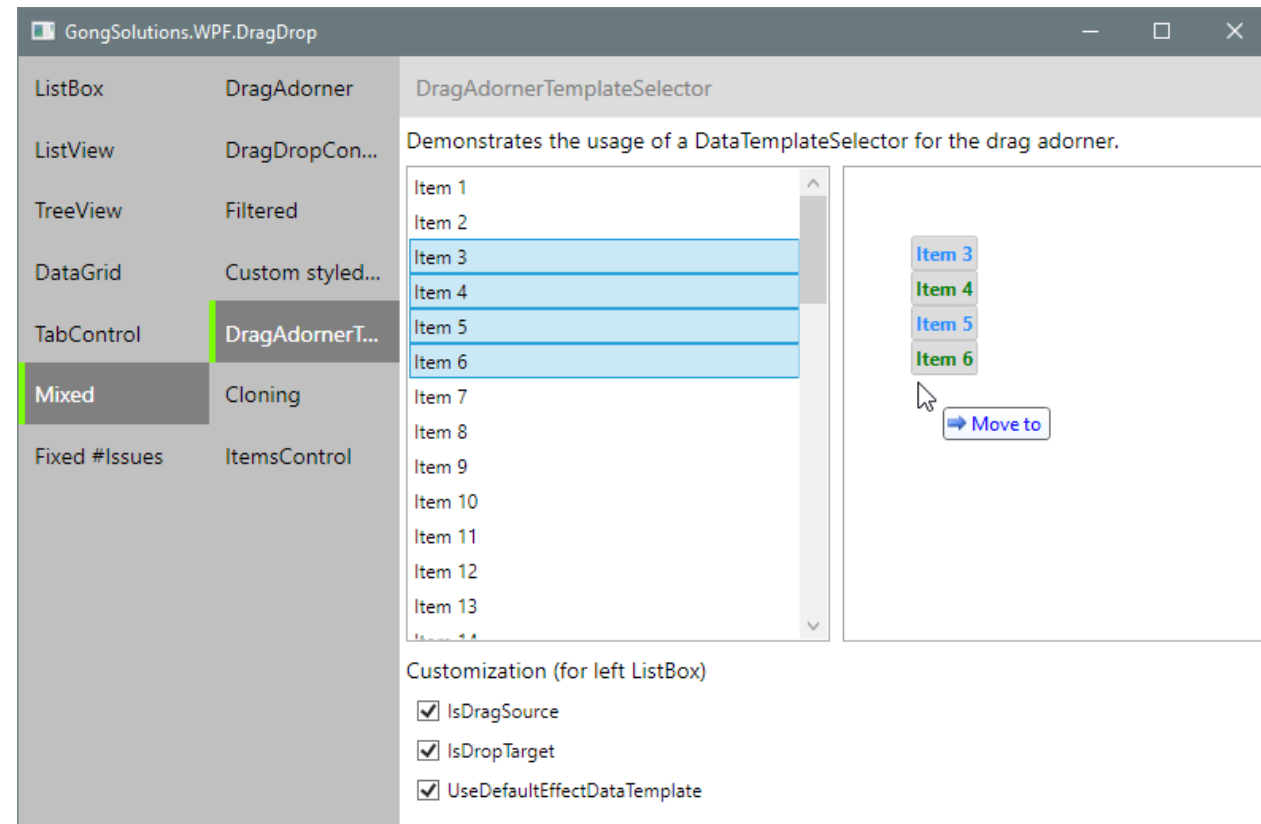 GongSolutions.WPF.DragDrop
ListBox
ListView
TreeView
DataGrid
TabControl
Mixed
Fixed #Issues
DragAdorner
DragDropCon...
Filtered
Custom styled...
DragAdornerT...
Cloning
ItemsControl
DragAdornerTemplateSelector
Demonstrates the usage of a DataTemplateSelector for the drag adorner.
Item 1
Item 2
Item 3
Item 4
Item 5
Item 6
Item 7
Item 8
Item 9
Item 10
Item 11
Item 12
Item 13
Item 14
Item 3
Item 4
Item 5
Item 6
Move to
Customization (for left ListBox)
IsDragSource
IsDropTarget
UseDefaultEffectDataTemplate